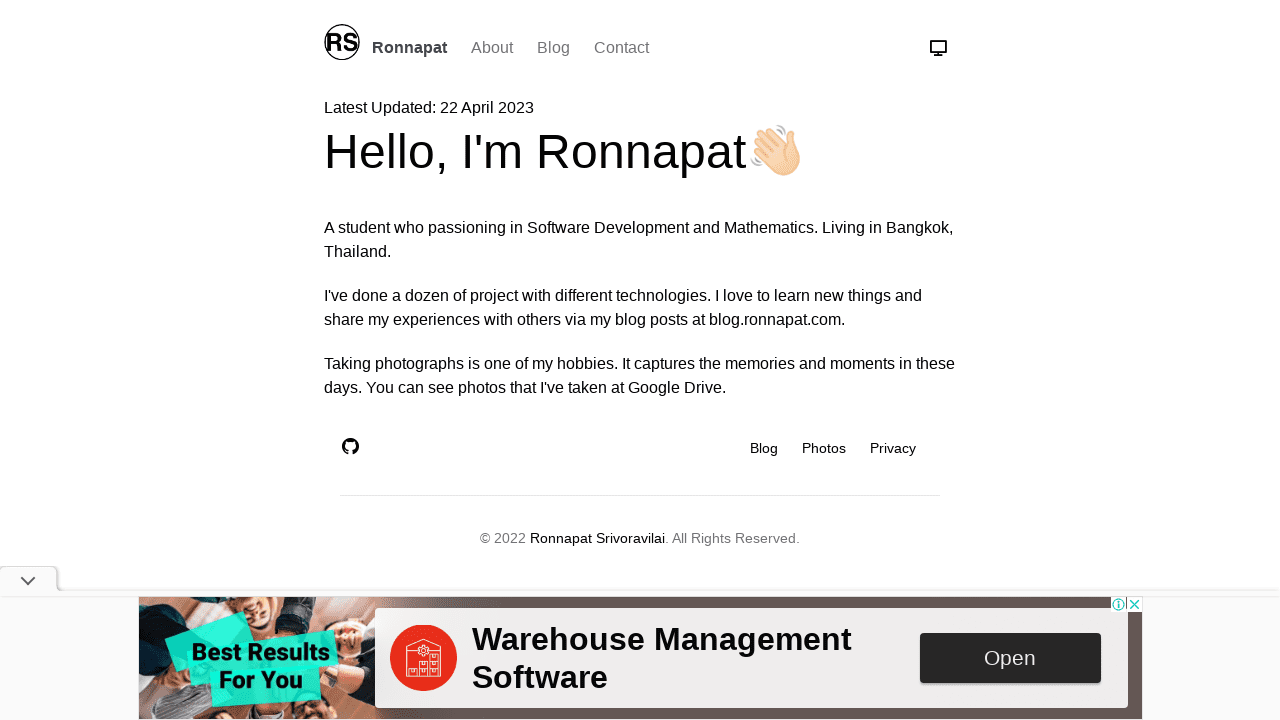 RS Ronnapat About Blog Contact
Latest Updated: 22 April 2023
Hello, I'm Ronnapat👋🏻
A student who passioning in Software Development and Mathematics. Living in Bangkok,
Thailand.
I've done a dozen of project with different technologies. I love to learn new things and
share my experiences with others via my blog posts at blog.ronnapat.com.
Taking photographs is one of my hobbies. It captures the memories and moments in these
days. You can see photos that I've taken at Google Drive.
Blog Photos Privacy
© 2022 Ronnapat Srivoravilai. All Rights Reserved.
Best Results
For You
Warehouse Management
Software
Open